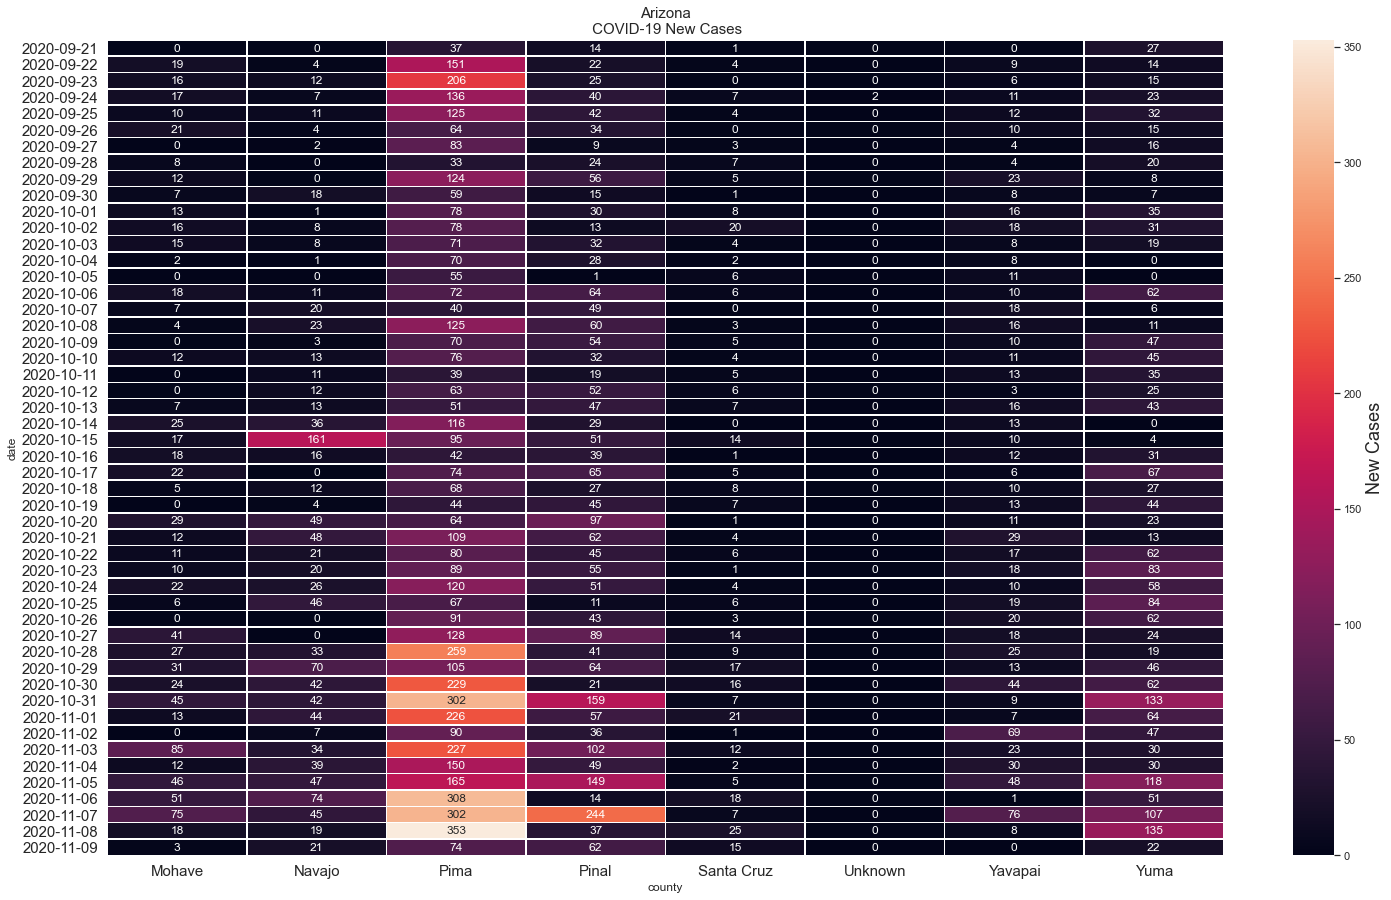 Arizona
COVID-19 New Cases
2020-09-21 0 0 37 14 1 0 0 27
2020-09-22 19 4 151 22 4 0 9 14
2020-09-23 16 12 206 25 0 0 6 15
2020-09-24 17 7 136 40 7 2 11 23
2020-09-25 10 11 125 42 4 0 12 32
2020-09-26 21 4 64 34 0 0 10 15
2020-09-27 0 2 83 9 3 0 4 16
2020-09-28 8 0 33 24 7 0 4 20
2020-09-29 12 0 124 56 5 0 23 8
2020-09-30 7 18 59 15 1 0 8 7
2020-10-01 13 1 78 30 8 0 16 35
2020-10-02 16 8 78 13 20 0 18 31
2020-10-03 15 8 71 32 4 0 8 19
2020-10-04 2 1 70 28 2 0 8 0
2020-10-05 0 0 55 1 6 0 11 0
2020-10-06 18 11 72 64 6 0 10 62
2020-10-07 7 20 40 49 0 0 18 6
2020-10-08 4 23 125 60 3 0 16 11
2020-10-09 0 3 70 54 5 0 10 47
2020-10-10 12 13 76 32 4 0 11 45
2020-10-11 0 11 39 19 5 0 13 35
2020-10-12 0 12 63 52 6 0 3 25
2020-10-13 7 13 51 47 7 0 16 43
2020-10-14 25 36 116 29 0 0 13 0
2020-10-15 17 161 95 51 14 0 10 4
2020-10-16 18 16 42 39 1 0 12 31
2020-10-17 22 0 74 65 5 0 6 67
2020-10-18 5 12 68 27 8 0 10 27
2020-10-19 0 4 44 45 7 0 13 44
2020-10-20 29 49 64 97 1 0 11 23
2020-10-21 12 48 109 62 4 0 29 13
2020-10-22 11 21 80 45 6 0 17 62
2020-10-23 10 20 89 55 1 0 18 83
2020-10-24 22 26 120 51 4 0 10 58
2020-10-25 6 46 67 11 6 0 19 84
2020-10-26 0 0 91 43 3 0 20 62
2020-10-27 41 0 128 89 14 0 18 24
2020-10-28 27 33 259 41 9 0 25 19
2020-10-29 31 70 105 64 17 0 13 46
2020-10-30 24 42 229 21 16 0 44 62
2020-10-31 45 42 302 159 7 0 9 133
2020-11-01 13 44 226 57 21 0 7 64
2020-11-02 0 7 90 36 1 0 69 47
2020-11-03 85 34 227 102 12 0 23 30
2020-11-04 12 39 150 49 2 0 30 30
2020-11-05 46 47 165 149 5 0 48 118
2020-11-06 51 74 308 14 18 0 1 51
2020-11-07 75 45 302 244 7 0 76 107
2020-11-08 18 19 353 37 25 0 8 135
2020-11-09 3 21 74 62 15 0 0 22
Mohave Navajo Pima Pinal Santa Cruz Unknown Yavapai Yuma
county
date
350
300
250
200
150
100
50
0
New Cases